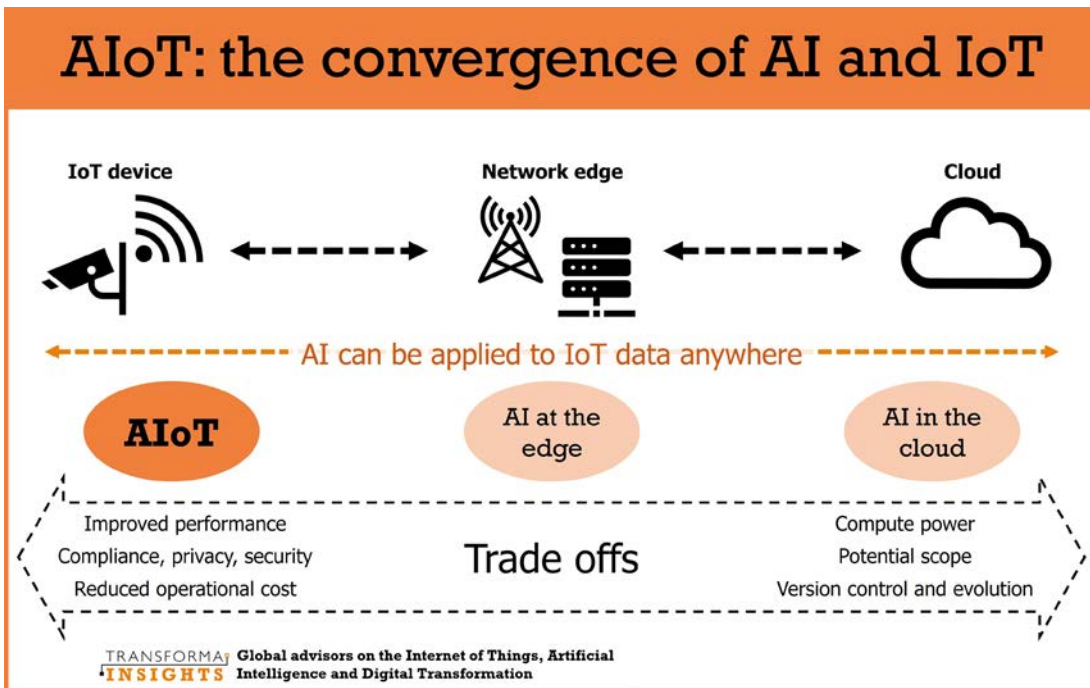 AIoT: the convergence of AI and IoT
IoT device
Network edge
Cloud
AI can be applied to IoT data anywhere
AIoT
AI at the
edge
AI in the
cloud
Improved performance
Compliance, privacy, security
Reduced operational cost
Trade offs
Compute power
Potential scope
Version control and evolution
TRANSFORMA
INSIGHTS
Global advisors on the Internet of Things, Artificial
Intelligence and Digital Transformation